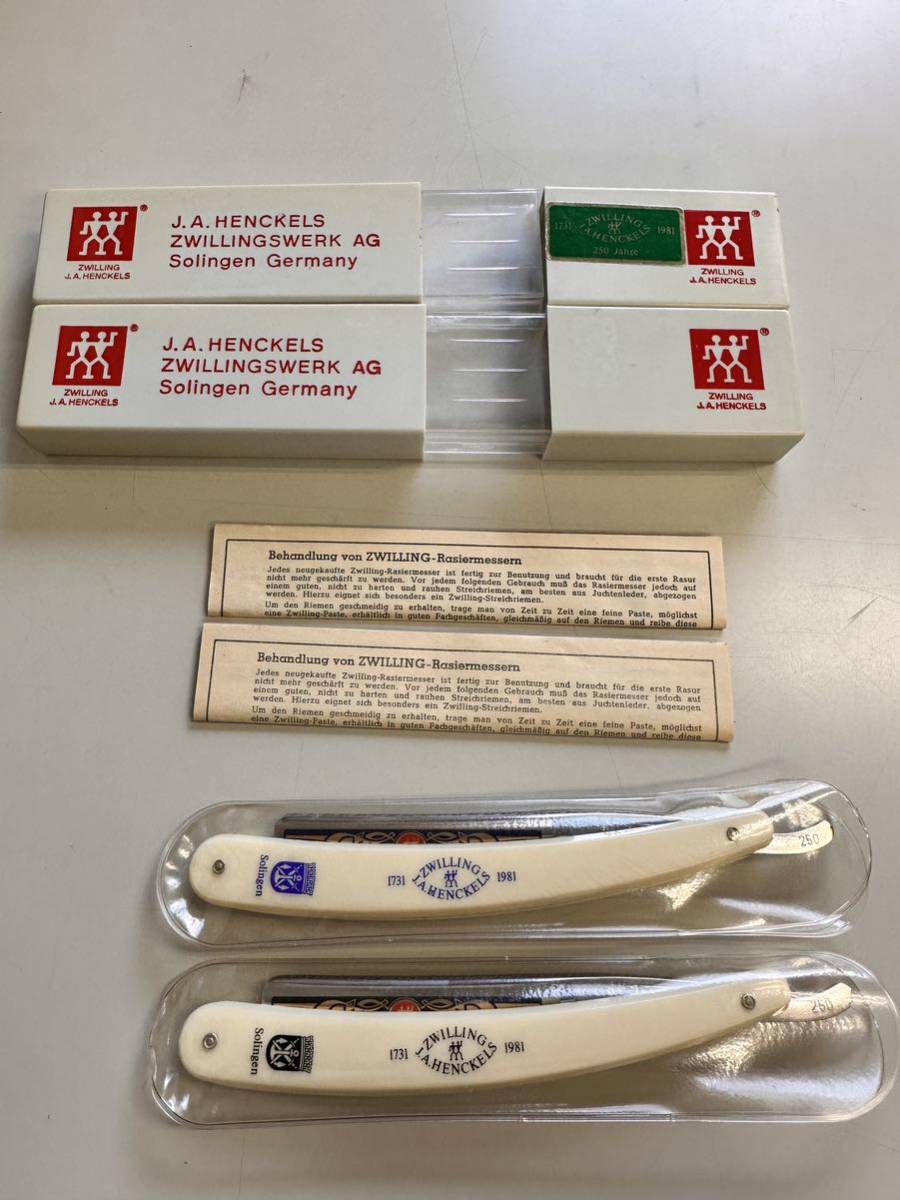 J.A. HENCKELS
ZWILLINGSWERK AG
Solingen Germany
®
ZWILLING
J.A. HENCKELS
ZWILLING
J.A. HENCKELS
1731 1981
250 Jahre
®
ZWILLING
J.A. HENCKELS
J.A. HENCKELS
ZWILLINGSWERK AG
Solingen Germany
®
ZWILLING
J.A. HENCKELS
®
ZWILLING
J.A. HENCKELS
Behandlung von ZWILLING-Rasiermessern
Jedes neugekaufte Zwilling-Rasiermesser ist fertig zur Benutzung und braucht für die erste Rasur
nicht mehr geschärft zu werden. Vor jedem folgenden Gebrauch muß das Rasiermesser jedoch auf
einem guten, nicht zu harten und rauhen Streichriemen, am besten aus Juchtenleder, abgezogen
werden. Hierzu eignet sich besonders ein Zwilling-Streichriemen.
Um den Riemen geschmeidig zu erhalten, trage man von Zeit zu Zeit eine feine Paste, möglichst
eine Zwilling-Paste, erhältlich in guten Fachgeschäften, gleichmäßig auf den Riemen und reibe diese
Behandlung von ZWILLING-Rasiermessern
Jedes neugekaufte Zwilling-Rasiermesser ist fertig zur Benutzung und braucht für die erste Rasur
nicht mehr geschärft zu werden. Vor jedem folgenden Gebrauch muß das Rasiermesser jedoch auf
einem guten, nicht zu harten und rauhen Streichriemen, am besten aus Juchtenleder, abgezogen
werden. Hierzu eignet sich besonders ein Zwilling-Streichriemen.
Um den Riemen geschmeidig zu erhalten, trage man von Zeit zu Zeit eine feine Paste, möglichst
eine Zwilling-Paste, erhältlich in guten Fachgeschäften, gleichmäßig auf den Riemen und reibe diese
Solingen
10
1731 ZWILLING 1981
J.A.HENCKELS
250
Solingen
10
1731 ZWILLING 1981
J.A.HENCKELS
250